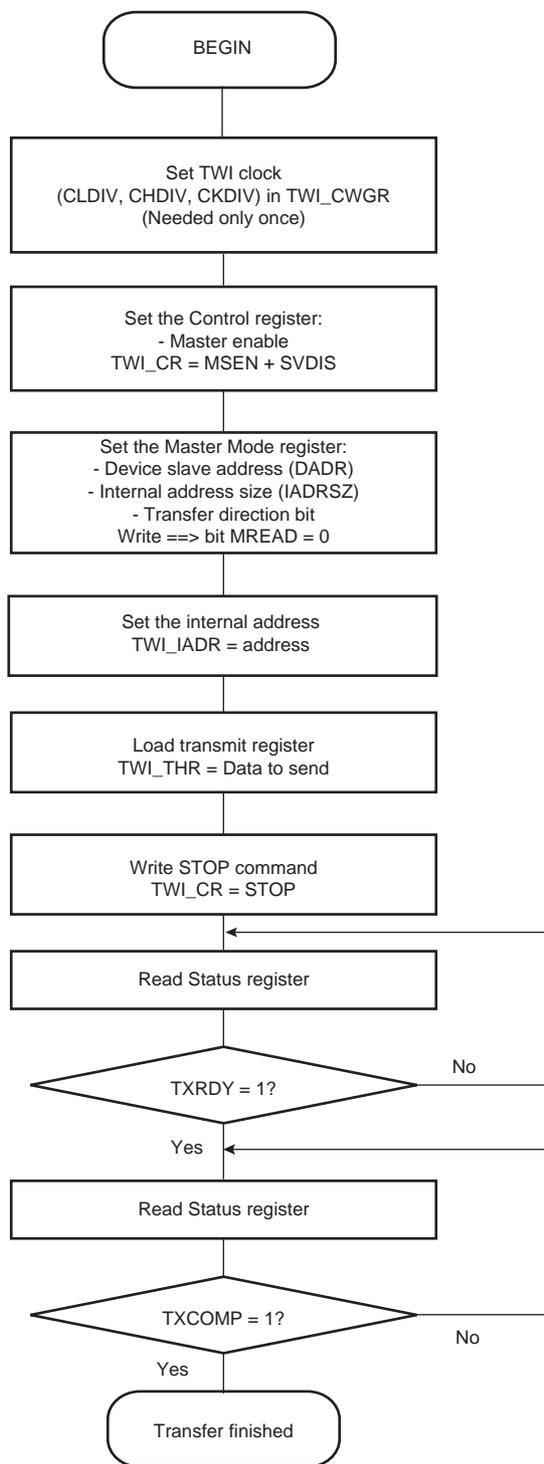 BEGIN
Set TWI clock
(CLDIV, CHDIV, CKDIV) in TWI_CWGR
(Needed only once)
Set the Control register:
- Master enable
TWI_CR = MSEN + SVDIS
Set the Master Mode register:
- Device slave address (DADR)
- Internal address size (IADRSZ)
- Transfer direction bit
Write ==> bit MREAD = 0
Set the internal address
TWI_IADR = address
Load transmit register
TWI_THR = Data to send
Write STOP command
TWI_CR = STOP
Read Status register
No
TXRDY = 1?
Yes
Read Status register
TXCOMP = 1?
No
Yes
Transfer finished